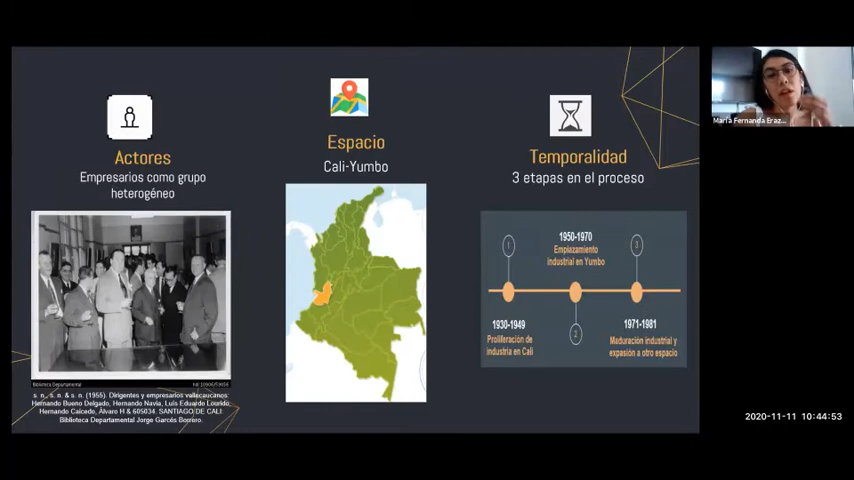 Actores
Empresarios como grupo
heterogéneo
Biblioteca Departamental
s. n., s. n. & s. n. (1955). Dirigentes y empresarios vallecaucanos:
Hernando Bueno Delgado, Hernando Navia, Luis Eduardo Lourido,
Hernando Caicedo, Álvaro H & 605034. SANTIAGO DE CALI:
Biblioteca Departamental Jorge Garcés Borrero.
Espacio
Cali-Yumbo
Temporalidad
3 etapas en el proceso
1
1950-1970
Emplazamiento
industrial en Yumbo
3
1930-1949
Proliferación de
industria en Cali
2
1971-1981
Maduración industrial y
expasión a otro espacio
María Fernanda Eraz...
2020-11-11 10:44:53